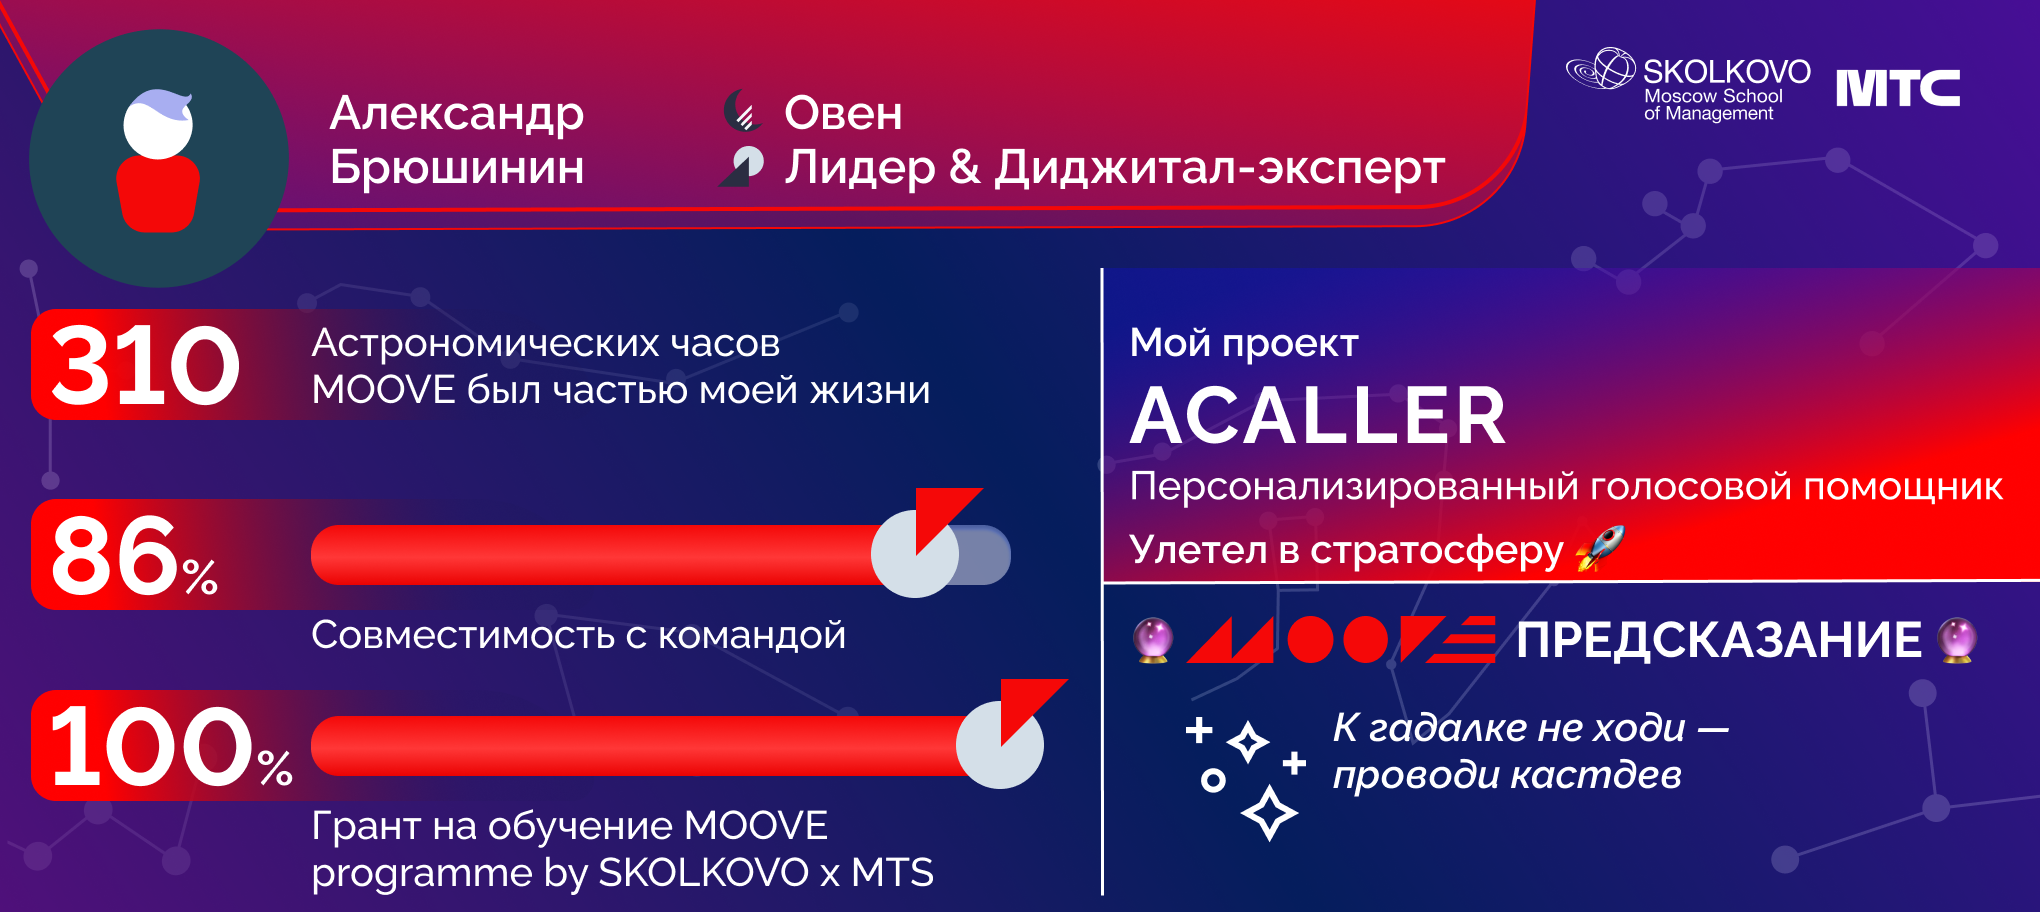 Александр
Брюшинин
Овен
Лидер & Диджитал-эксперт
SKOLKOVO
Moscow School
of Management
МТС
310
Астрономических часов
MOOVE был частью моей жизни
86%
Совместимость с командой
100%
Грант на обучение MOOVE
programme by SKOLKOVO x MTS
Мой проект
ACALLER
Персонализированный голосовой помощник
Улетел в стратосферу 🚀
🔮 MOOVE ПРЕДСКАЗАНИЕ 🔮
К гадалке не ходи —
проводи кастдев